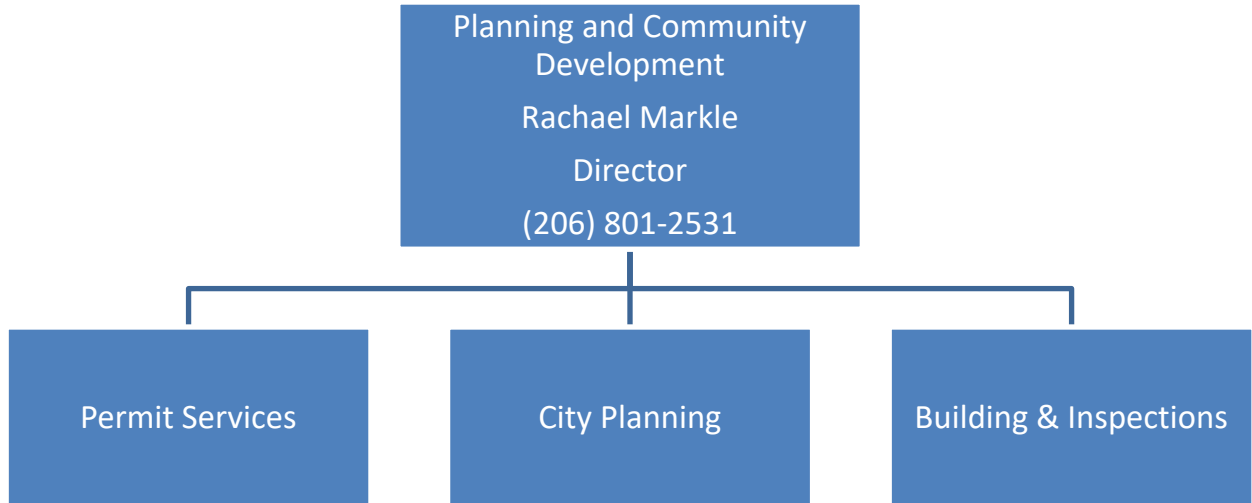 Planning and Community
Development
Rachael Markle
Director
(206) 801-2531
Permit Services
City Planning
Building & Inspections